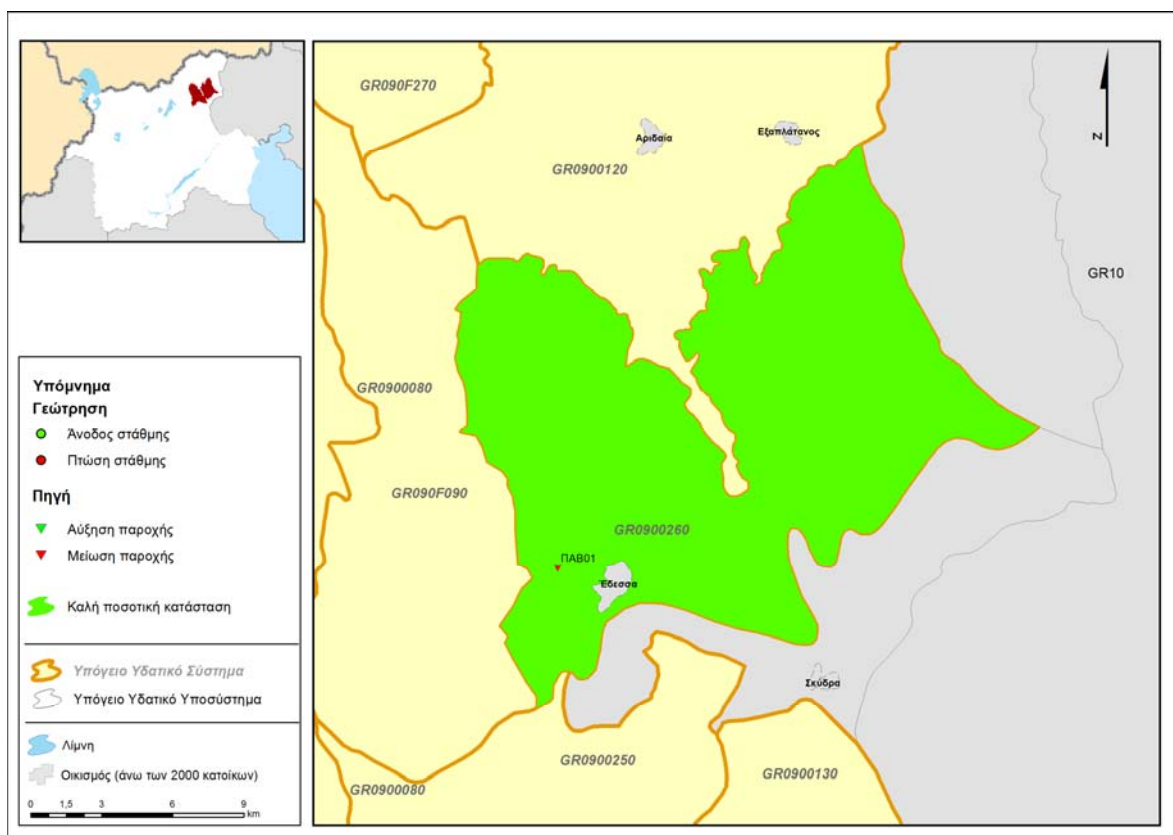 GR090F270
Αριδαία
Εξαπλάτανος
GR0900120
N
GR10
GR0900080
GR090F090
GR0900260
ΠΑΒ01
Έδεσσα
Σκύδρα
GR0900250
GR0900130
GR0900080
Υπόμνημα
Γεώτρηση
Άνοδος στάθμης
Πτώση στάθμης
Πηγή
Αύξηση παροχής
Μείωση παροχής
Καλή ποσοτική κατάσταση
Υπόγειο Υδατικό Σύστημα
Υπόγειο Υδατικό Υποσύστημα
Λίμνη
Οικισμός (άνω των 2000 κατοίκων)
0 1,5 3 6 9
km